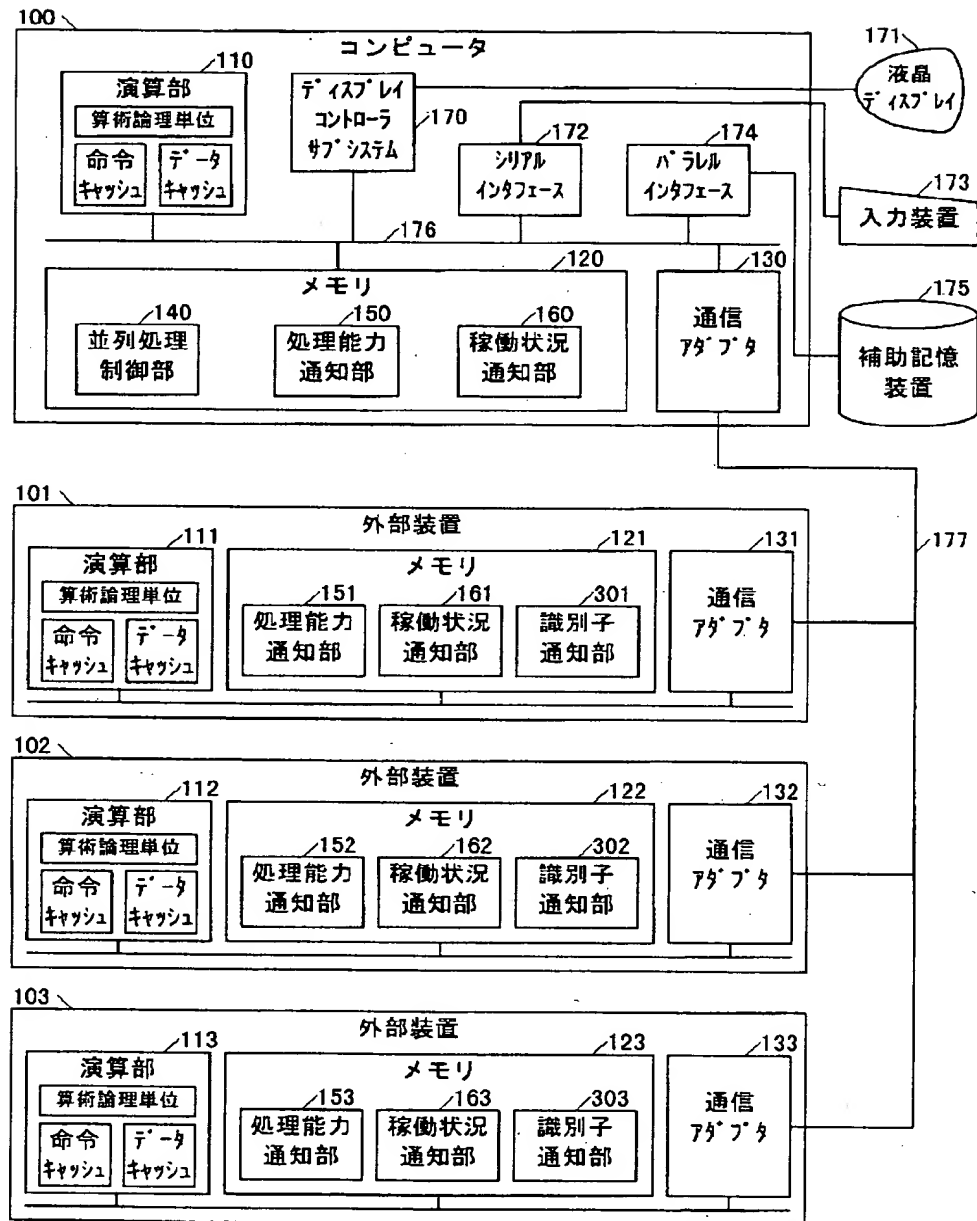 100
コンピュータ
110
演算部
算術論理単位
命令
キャッシュ
データ
キャッシュ
ディスプレイ
コントローラ
サブシステム
170
172
シリアル
インタフェース
174
パラレル
インタフェース
171
液晶
ディスプレイ
173
入力装置
176
120
メモリ
140
並列処理
制御部
150
処理能力
通知部
160
稼働状況
通知部
130
通信
アダプタ
175
補助記憶
装置
101
外部装置
111
演算部
算術論理単位
命令
キャッシュ
データ
キャッシュ
121
メモリ
151
処理能力
通知部
161
稼働状況
通知部
301
識別子
通知部
131
通信
アダプタ
177
102
外部装置
112
演算部
算術論理単位
命令
キャッシュ
データ
キャッシュ
122
メモリ
152
処理能力
通知部
162
稼働状況
通知部
302
識別子
通知部
132
通信
アダプタ
103
外部装置
113
演算部
算術論理単位
命令
キャッシュ
データ
キャッシュ
123
メモリ
153
処理能力
通知部
163
稼働状況
通知部
303
識別子
通知部
133
通信
アダプタ